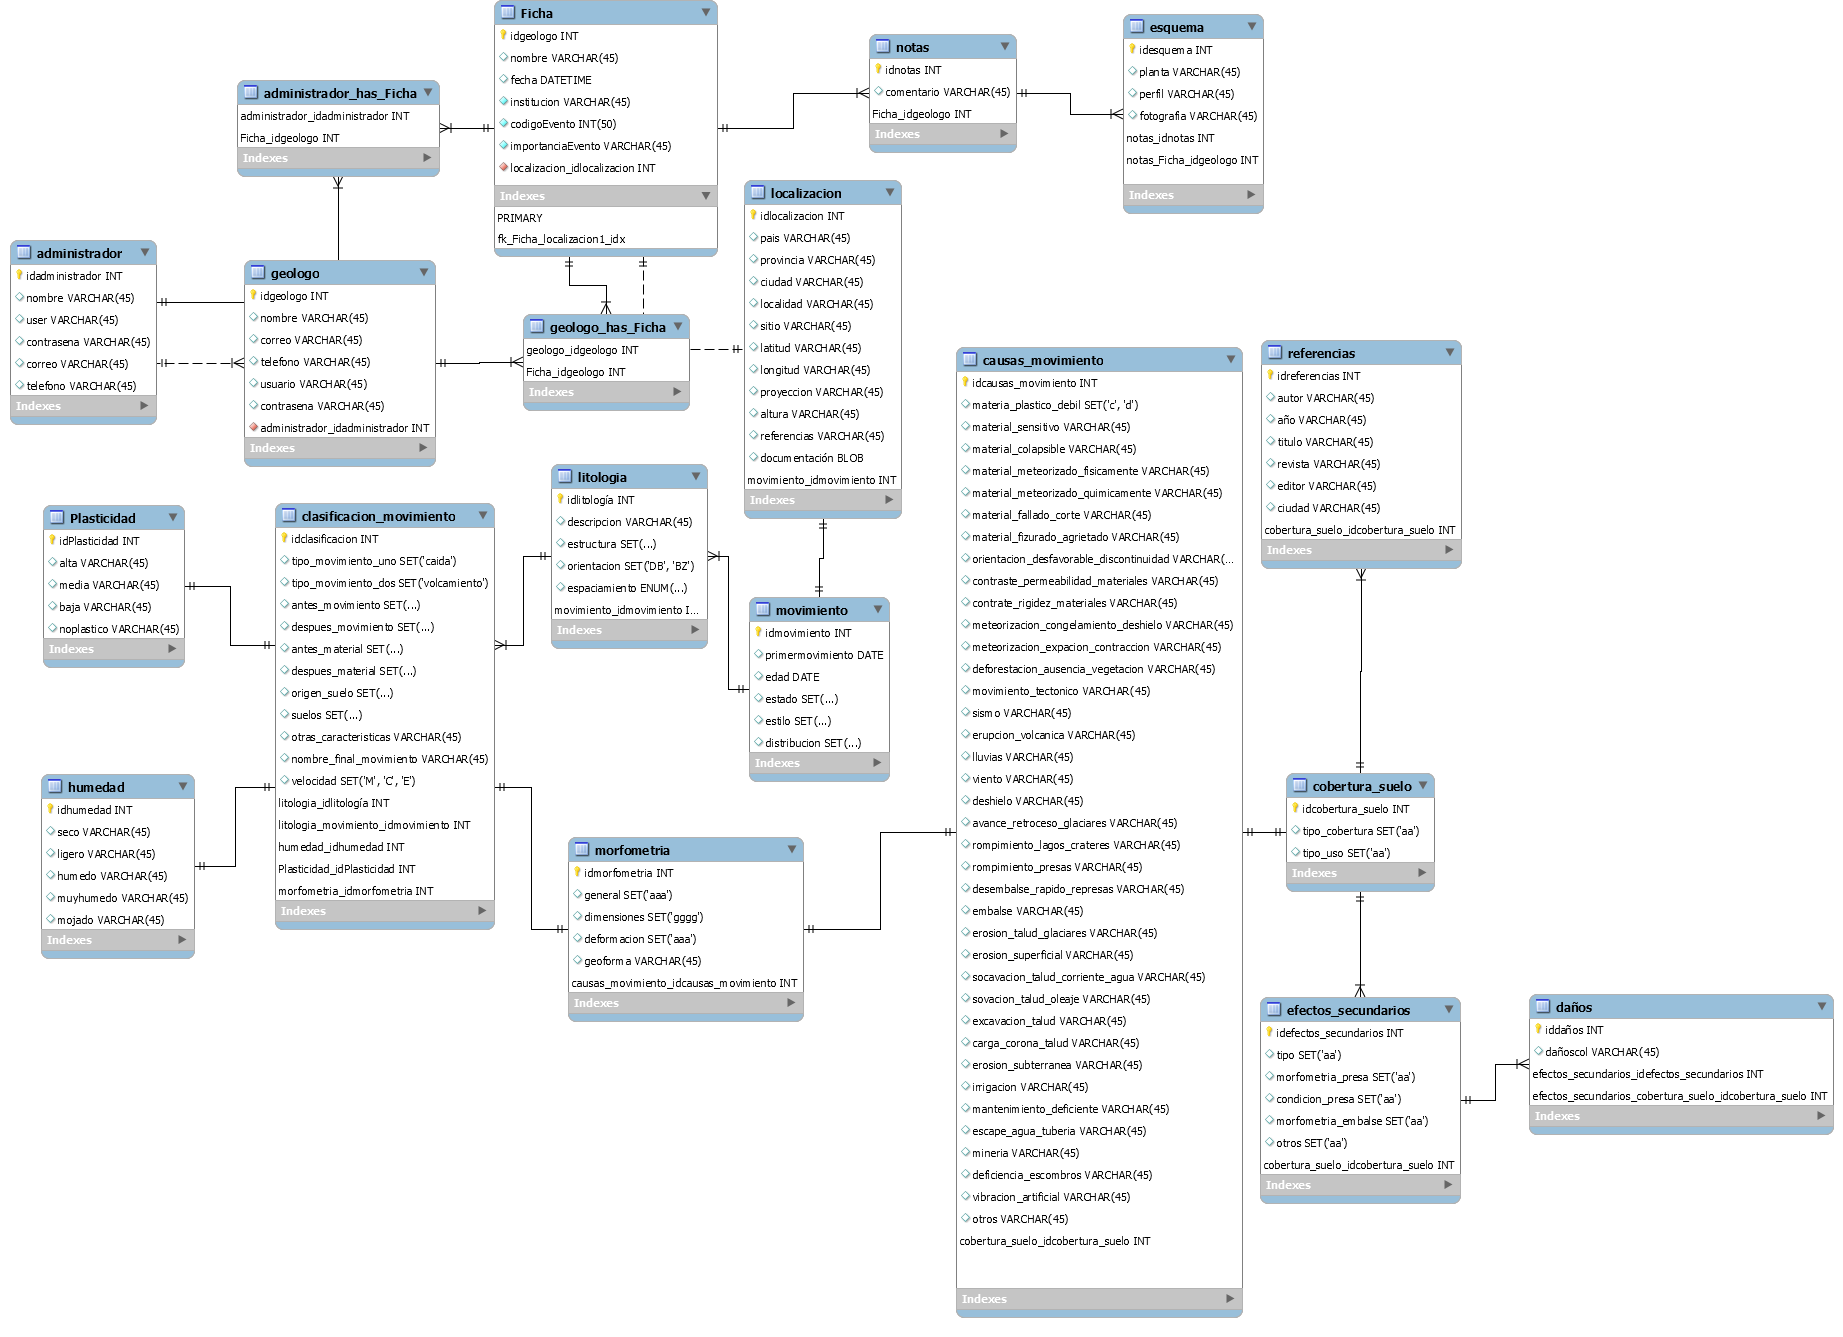 Ficha
idgeologo INT
nombre VARCHAR(45)
fecha DATETIME
institucion VARCHAR(45)
codigoEvento INT(50)
importanciaEvento VARCHAR(45)
localizacion_idlocalizacion INT
Indexes
PRIMARY
fk_Ficha_localizacion1_idx
notas
idnotas INT
comentario VARCHAR(45)
Ficha_idgeologo INT
Indexes
esquema
idesquema INT
planta VARCHAR(45)
perfil VARCHAR(45)
fotografia VARCHAR(45)
notas_idnotas INT
notas_Ficha_idgeologo INT
Indexes
administrador_has_Ficha
administrador_idadministrador INT
Ficha_idgeologo INT
Indexes
administrador
idadministrador INT
nombre VARCHAR(45)
user VARCHAR(45)
contrasena VARCHAR(45)
correo VARCHAR(45)
telefono VARCHAR(45)
Indexes
geologo
idgeologo INT
nombre VARCHAR(45)
correo VARCHAR(45)
telefono VARCHAR(45)
usuario VARCHAR(45)
contrasena VARCHAR(45)
administrador_idadministrador INT
Indexes
geologo_has_Ficha
geologo_idgeologo INT
Ficha_idgeologo INT
Indexes
localizacion
idlocalizacion INT
pais VARCHAR(45)
provincia VARCHAR(45)
ciudad VARCHAR(45)
localidad VARCHAR(45)
sitio VARCHAR(45)
latitud VARCHAR(45)
longitud VARCHAR(45)
proyeccion VARCHAR(45)
altura VARCHAR(45)
referencias VARCHAR(45)
documentación BLOB
movimiento_idmovimiento INT
Indexes
causas_movimiento
idcausas_movimiento INT
materia_plastico_debil SET('c', 'd')
material_sensitivo VARCHAR(45)
material_colapsible VARCHAR(45)
material_meteorizado_fisicamente VARCHAR(45)
material_meteorizado_quimicamente VARCHAR(45)
material_fallado_corte VARCHAR(45)
material_fizurado_agrietado VARCHAR(45)
orientacion_desfavorable_discontinuidad VARCHAR(...
contraste_permeabilidad_materiales VARCHAR(45)
contrate_rigidez_materiales VARCHAR(45)
meteorizacion_congelamiento_deshielo VARCHAR(45)
meteorizacion_expacion_contraccion VARCHAR(45)
deforestacion_ausencia_vegetacion VARCHAR(45)
movimiento_tectonico VARCHAR(45)
sismo VARCHAR(45)
erupcion_volcanica VARCHAR(45)
lluvias VARCHAR(45)
viento VARCHAR(45)
deshielo VARCHAR(45)
avance_retroceso_glaciares VARCHAR(45)
rompimiento_lagos_crateres VARCHAR(45)
rompimiento_presas VARCHAR(45)
desembalse_rapido_represas VARCHAR(45)
embalse VARCHAR(45)
erosion_talud_glaciares VARCHAR(45)
erosion_superficial VARCHAR(45)
socavacion_talud_corriente_agua VARCHAR(45)
sovacion_talud_oleaje VARCHAR(45)
excavacion_talud VARCHAR(45)
carga_corona_talud VARCHAR(45)
erosion_subterranea VARCHAR(45)
irrigacion VARCHAR(45)
mantenimiento_deficiente VARCHAR(45)
escape_agua_tuberia VARCHAR(45)
mineria VARCHAR(45)
deficiencia_escombros VARCHAR(45)
vibracion_artificial VARCHAR(45)
otros VARCHAR(45)
cobertura_suelo_idcobertura_suelo INT
Indexes
referencias
idreferencias INT
autor VARCHAR(45)
año VARCHAR(45)
titulo VARCHAR(45)
revista VARCHAR(45)
editor VARCHAR(45)
ciudad VARCHAR(45)
cobertura_suelo_idcobertura_suelo INT
Indexes
Plasticidad
idPlasticidad INT
alta VARCHAR(45)
media VARCHAR(45)
baja VARCHAR(45)
noplastico VARCHAR(45)
Indexes
clasificacion_movimiento
idclasificacion INT
tipo_movimiento_uno SET('caida')
tipo_movimiento_dos SET('volcamiento')
antes_movimiento SET(...)
despues_movimiento SET(...)
antes_material SET(...)
despues_material SET(...)
origen_suelo SET(...)
suelos SET(...)
otras_caracteristicas VARCHAR(45)
nombre_final_movimiento VARCHAR(45)
velocidad SET('M', 'C', 'E')
litologia_idlitología INT
litologia_movimiento_idmovimiento INT
humedad_idhumedad INT
Plasticidad_idPlasticidad INT
morfometria_idmorfometria INT
Indexes
litologia
idlitología INT
descripcion VARCHAR(45)
estructura SET(...)
orientacion SET('DB', 'BZ')
espaciamiento ENUM(...)
movimiento_idmovimiento I...
Indexes
movimiento
idmovimiento INT
primermovimiento DATE
edad DATE
estado SET(...)
estilo SET(...)
distribucion SET(...)
Indexes
humedad
idhumedad INT
seco VARCHAR(45)
ligero VARCHAR(45)
humedo VARCHAR(45)
muyhumedo VARCHAR(45)
mojado VARCHAR(45)
Indexes
morfometria
idmorfometria INT
general SET('aaa')
dimensiones SET('gggg')
deformacion SET('aaa')
geoforma VARCHAR(45)
causas_movimiento_idcausas_movimiento INT
Indexes
cobertura_suelo
idcobertura_suelo INT
tipo_cobertura SET('aa')
tipo_uso SET('aa')
Indexes
efectos_secundarios
idefectos_secundarios INT
tipo SET('aa')
morfometria_presa SET('aa')
condicion_presa SET('aa')
morfometria_embalse SET('aa')
otros SET('aa')
cobertura_suelo_idcobertura_suelo INT
Indexes
daños
iddaños INT
dañoscol VARCHAR(45)
efectos_secundarios_idefectos_secundarios INT
efectos_secundarios_cobertura_suelo_idcobertura_suelo INT
Indexes